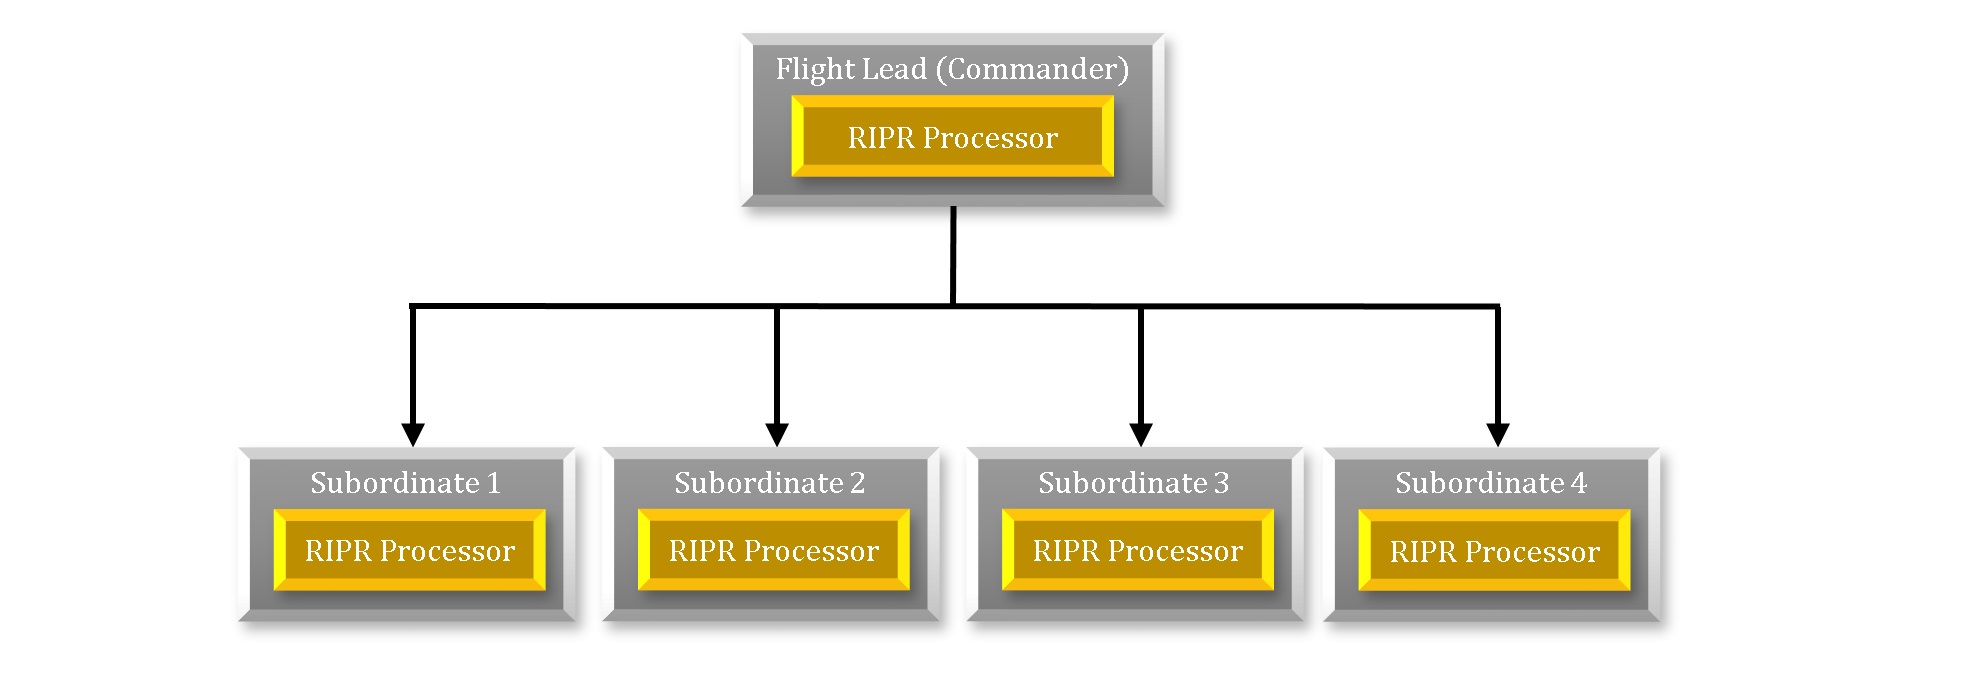 Flight Lead (Commander)
RIPR Processor
Subordinate 1
RIPR Processor
Subordinate 2
RIPR Processor
Subordinate 3
RIPR Processor
Subordinate 4
RIPR Processor